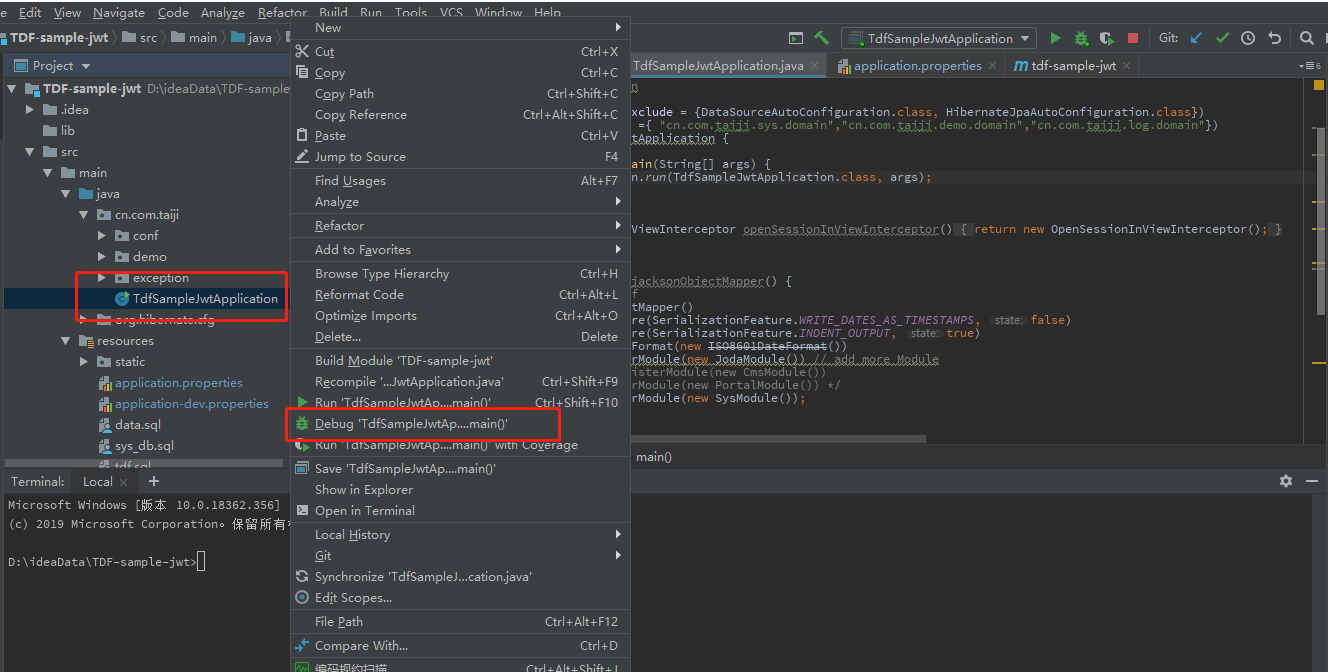 Edit View Navigate Code Analyze Refactor Build Run Tools VCS Window Help
TDF-sample-jwt src main java
TdfSampleJwtApplication Git:
Project
TdfSampleJwtApplication.java application.properties tdf-sample-jwt 6
TDF-sample-jwt D:\ideaData\TDF-sample
.idea
lib
src
main
java
cn.com.taiji
conf
demo
exception
TdfSampleJwtApplication
org.hibernate.cfg
resources
static
application.properties
application-dev.properties
data.sql
sys_db.sql
tdf.sql
New
Cut Ctrl+X
Copy Ctrl+C
Copy Path Ctrl+Shift+C
Copy Reference Ctrl+Alt+Shift+C
Paste Ctrl+V
Jump to Source F4
Find Usages Alt+F7
Analyze
Refactor
Add to Favorites
Browse Type Hierarchy Ctrl+H
Reformat Code Ctrl+Alt+L
Optimize Imports Ctrl+Alt+O
Delete... Delete
Build Module 'TDF-sample-jwt'
Recompile '...JwtApplication.java' Ctrl+Shift+F9
Run 'TdfSampleJwtAp....main()' Ctrl+Shift+F10
Debug 'TdfSampleJwtAp....main()'
Run 'TdfSampleJwtAp....main()' with Coverage
Save 'TdfSampleJwtAp....main()'
Show in Explorer
Open in Terminal
Local History
Git
Synchronize 'TdfSampleJ...cation.java'
Edit Scopes...
File Path Ctrl+Alt+F12
Compare With... Ctrl+D
编码规约扫描 Ctrl+Alt+Shift+J
xclude = {DataSourceAutoConfiguration.class, HibernateJpaAutoConfiguration.class})
={ "cn.com.taiji.sys.domain","cn.com.taiji.demo.domain","cn.com.taiji.log.domain"})
tApplication {
ain(String[] args) {
n.run(TdfSampleJwtApplication.class, args);
ViewInterceptor openSessionInViewInterceptor() { return new OpenSessionInViewInterceptor(); }
jacksonObjectMapper() {
f
tMapper()
re(SerializationFeature.WRITE_DATES_AS_TIMESTAMPS, state: false)
re(SerializationFeature.INDENT_OUTPUT, state: true)
Format(new ISO8601DateFormat())
rModule(new JodaModule()) // add more Module
isterModule(new CmsModule())
rModule(new PortalModule()) */
rModule(new SysModule());
main()
Terminal: Local +
Microsoft Windows [版本 10.0.18362.356]
(c) 2019 Microsoft Corporation。保留所有
D:\ideaData\TDF-sample-jwt>